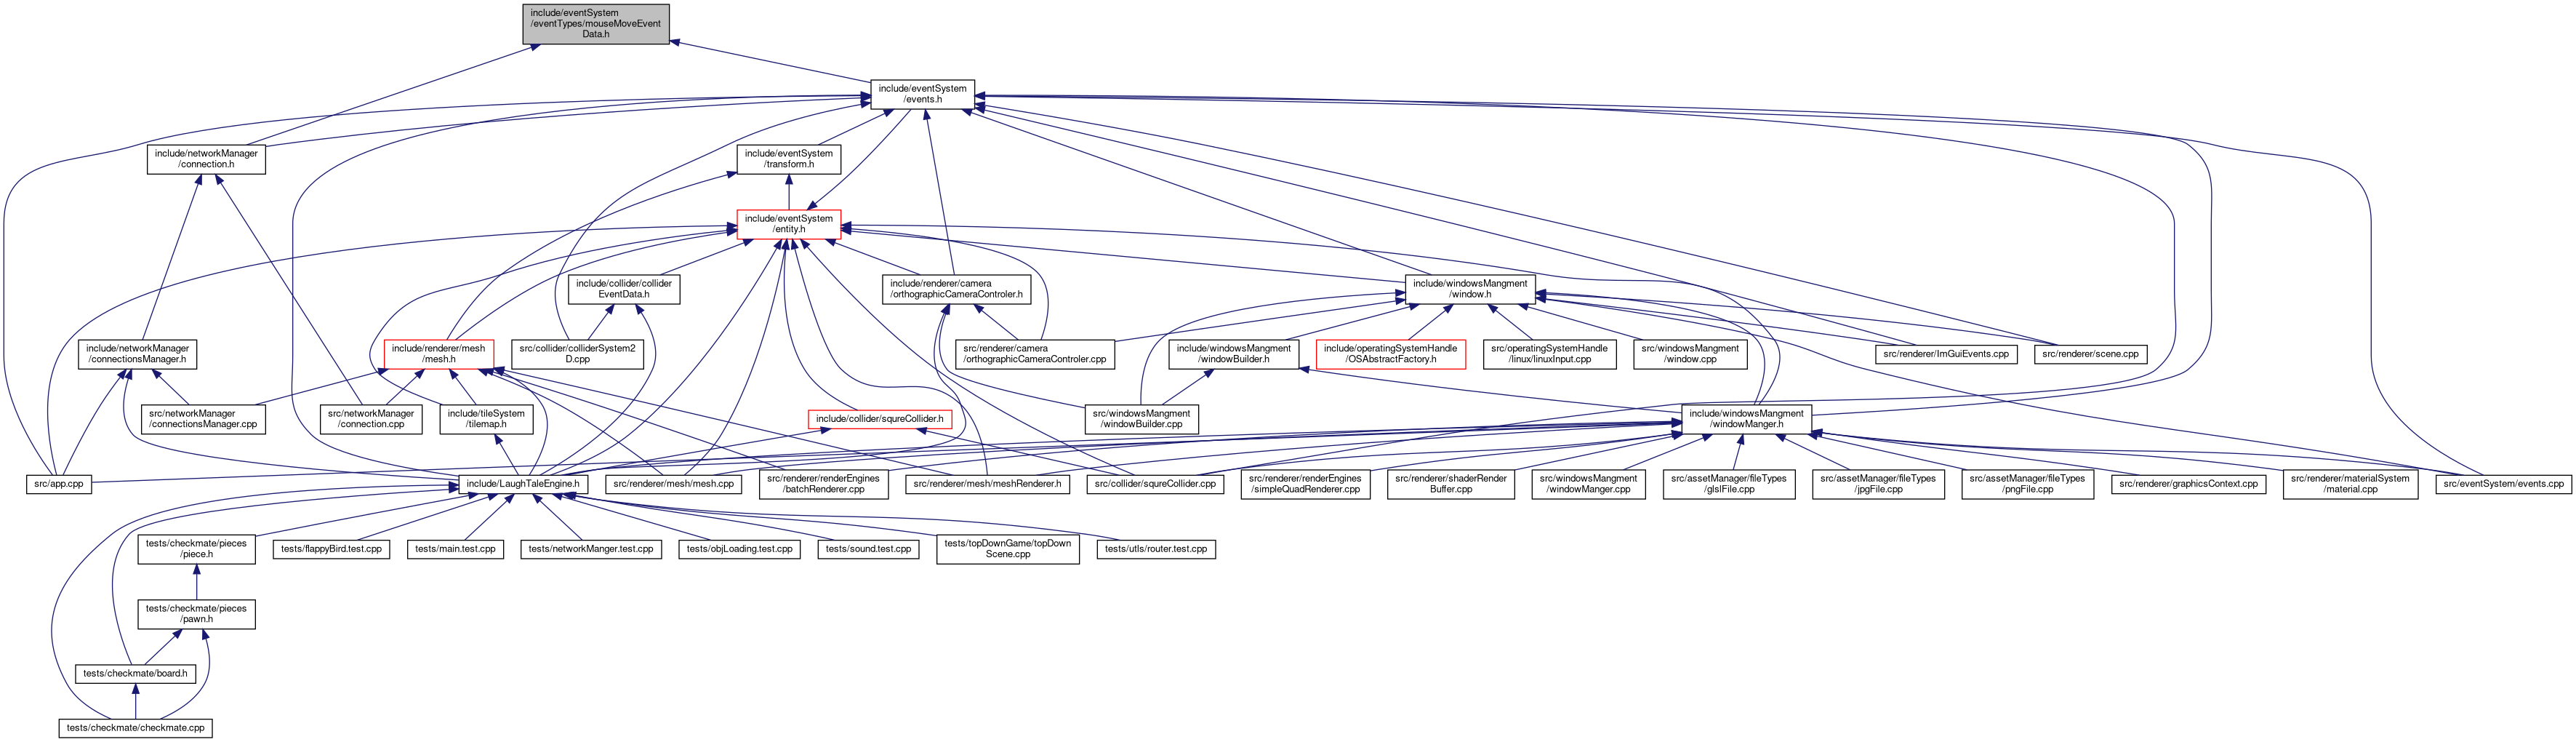 include/eventSystem
/eventTypes/mouseMoveEvent
Data.h
include/eventSystem
/events.h
include/networkManager
/connection.h
include/eventSystem
/transform.h
include/eventSystem
/entity.h
include/collider/collider
EventData.h
include/renderer/camera
/orthographicCameraControler.h
include/windowsMangment
/window.h
include/networkManager
/connectionsManager.h
include/renderer/mesh
/mesh.h
src/collider/colliderSystem2
D.cpp
src/renderer/camera
/orthographicCameraControler.cpp
include/windowsMangment
/windowBuilder.h
include/operatingSystemHandle
/OSAbstractFactory.h
src/operatingSystemHandle
/linux/linuxInput.cpp
src/windowsMangment
/window.cpp
src/renderer/ImGuiEvents.cpp
src/renderer/scene.cpp
src/networkManager
/connectionsManager.cpp
src/networkManager
/connection.cpp
include/tileSystem
/tilemap.h
include/collider/squreCollider.h
src/windowsMangment
/windowBuilder.cpp
include/windowsMangment
/windowManger.h
src/app.cpp
include/LaughTaleEngine.h
src/renderer/mesh/mesh.cpp
src/renderer/renderEngines
/batchRenderer.cpp
src/renderer/mesh/meshRenderer.h
src/collider/squreCollider.cpp
src/renderer/renderEngines
/simpleQuadRenderer.cpp
src/renderer/shaderRender
Buffer.cpp
src/windowsMangment
/windowManger.cpp
src/assetManager/fileTypes
/glslFile.cpp
src/assetManager/fileTypes
/jpgFile.cpp
src/assetManager/fileTypes
/pngFile.cpp
src/renderer/graphicsContext.cpp
src/renderer/materialSystem
/material.cpp
src/eventSystem/events.cpp
tests/checkmate/pieces
/piece.h
tests/flappyBird.test.cpp
tests/main.test.cpp
tests/networkManger.test.cpp
tests/objLoading.test.cpp
tests/sound.test.cpp
tests/topDownGame/topDown
Scene.cpp
tests/utls/router.test.cpp
tests/checkmate/pieces
/pawn.h
tests/checkmate/board.h
tests/checkmate/checkmate.cpp